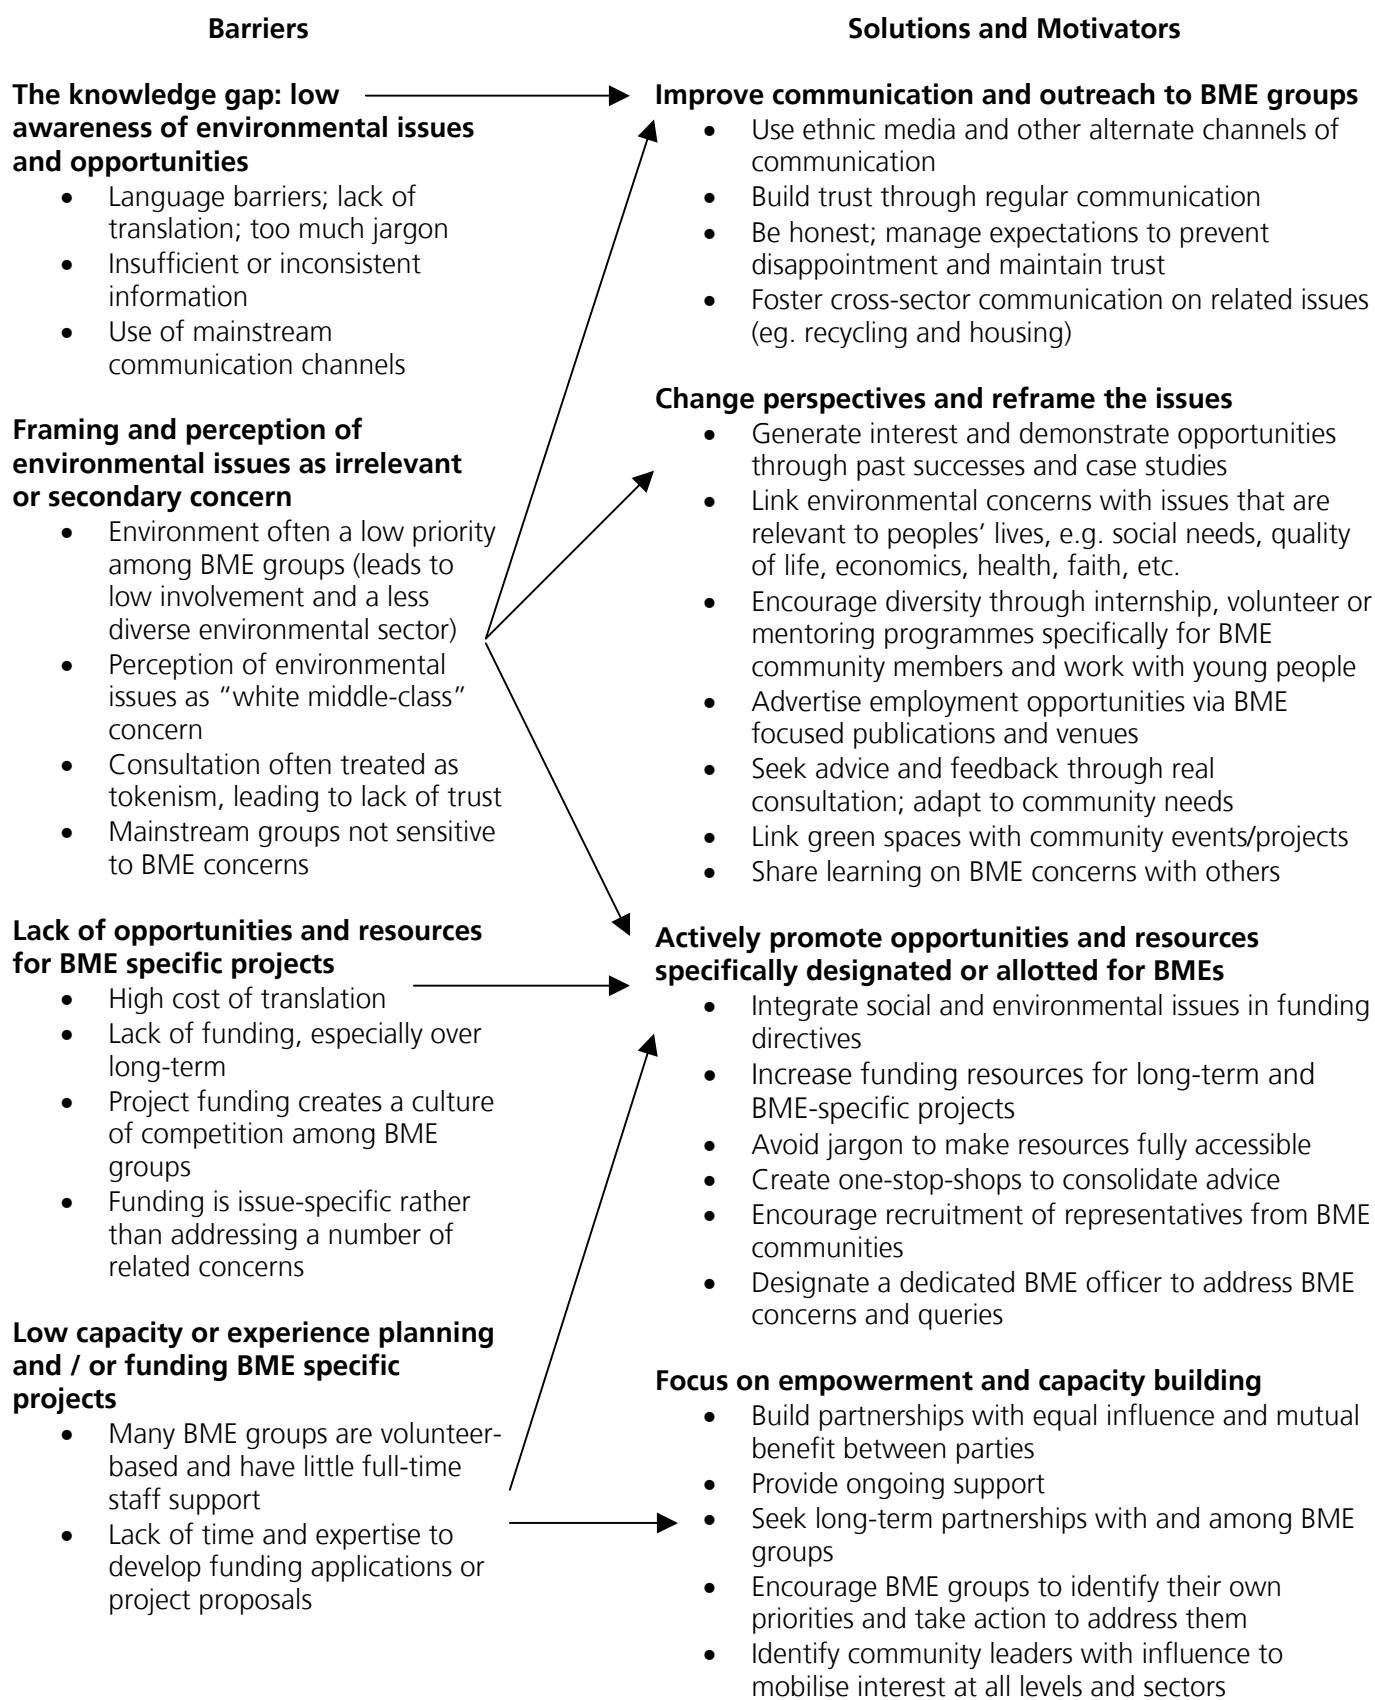 Barriers
The knowledge gap: low
awareness of environmental issues
and opportunities
• Language barriers; lack of
translation; too much jargon
• Insufficient or inconsistent
information
• Use of mainstream
communication channels
Framing and perception of
environmental issues as irrelevant
or secondary concern
• Environment often a low priority
among BME groups (leads to
low involvement and a less
diverse environmental sector)
• Perception of environmental
issues as “white middle-class”
concern
• Consultation often treated as
tokenism, leading to lack of trust
• Mainstream groups not sensitive
to BME concerns
Lack of opportunities and resources
for BME specific projects
• High cost of translation
• Lack of funding, especially over
long-term
• Project funding creates a culture
of competition among BME
groups
• Funding is issue-specific rather
than addressing a number of
related concerns
Low capacity or experience planning
and / or funding BME specific
projects
• Many BME groups are volunteer-
based and have little full-time
staff support
• Lack of time and expertise to
develop funding applications or
project proposals
Solutions and Motivators
Improve communication and outreach to BME groups
• Use ethnic media and other alternate channels of
communication
• Build trust through regular communication
• Be honest; manage expectations to prevent
disappointment and maintain trust
• Foster cross-sector communication on related issues
(eg. recycling and housing)
Change perspectives and reframe the issues
• Generate interest and demonstrate opportunities
through past successes and case studies
• Link environmental concerns with issues that are
relevant to peoples’ lives, e.g. social needs, quality
of life, economics, health, faith, etc.
• Encourage diversity through internship, volunteer or
mentoring programmes specifically for BME
community members and work with young people
• Advertise employment opportunities via BME
focused publications and venues
• Seek advice and feedback through real
consultation; adapt to community needs
• Link green spaces with community events/projects
• Share learning on BME concerns with others
Actively promote opportunities and resources
specifically designated or allotted for BMEs
• Integrate social and environmental issues in funding
directives
• Increase funding resources for long-term and
BME-specific projects
• Avoid jargon to make resources fully accessible
• Create one-stop-shops to consolidate advice
• Encourage recruitment of representatives from BME
communities
• Designate a dedicated BME officer to address BME
concerns and queries
Focus on empowerment and capacity building
• Build partnerships with equal influence and mutual
benefit between parties
• Provide ongoing support
• Seek long-term partnerships with and among BME
groups
• Encourage BME groups to identify their own
priorities and take action to address them
• Identify community leaders with influence to
mobilise interest at all levels and sectors